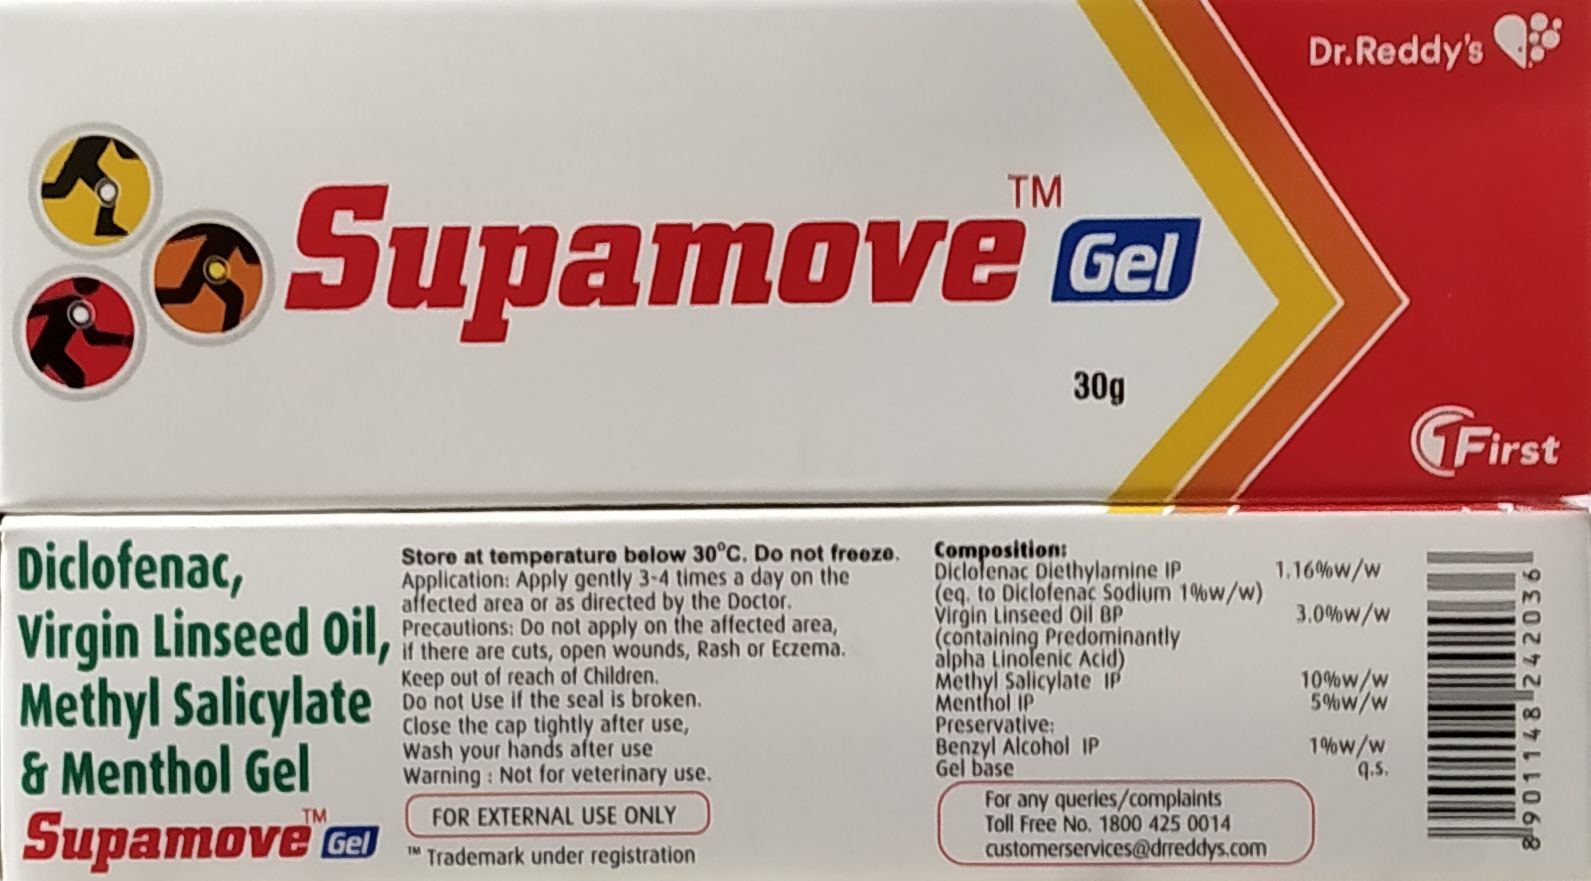 Dr.Reddy's
Supamove™ Gel
30g
1First
Diclofenac,
Virgin Linseed Oil,
Methyl Salicylate
& Menthol Gel
Supamove™ Gel
Store at temperature below 30°C. Do not freeze.
Application: Apply gently 3-4 times a day on the
affected area or as directed by the Doctor.
Precautions: Do not apply on the affected area,
if there are cuts, open wounds, Rash or Eczema.
Keep out of reach of Children.
Do not Use if the seal is broken.
Close the cap tightly after use,
Wash your hands after use
Warning : Not for veterinary use.
FOR EXTERNAL USE ONLY
™ Trademark under registration
Composition:
Diclofenac Diethylamine IP 1.16%w/w
(eq. to Diclofenac Sodium 1%w/w)
Virgin Linseed Oil BP 3.0%w/w
(containing Predominantly
alpha Linolenic Acid)
Methyl Salicylate IP 10%w/w
Menthol IP 5%w/w
Preservative:
Benzyl Alcohol IP 1%w/w
Gel base q.s.
For any queries/complaints
Toll Free No. 1800 425 0014
customerservices@drreddys.com
8901148242036